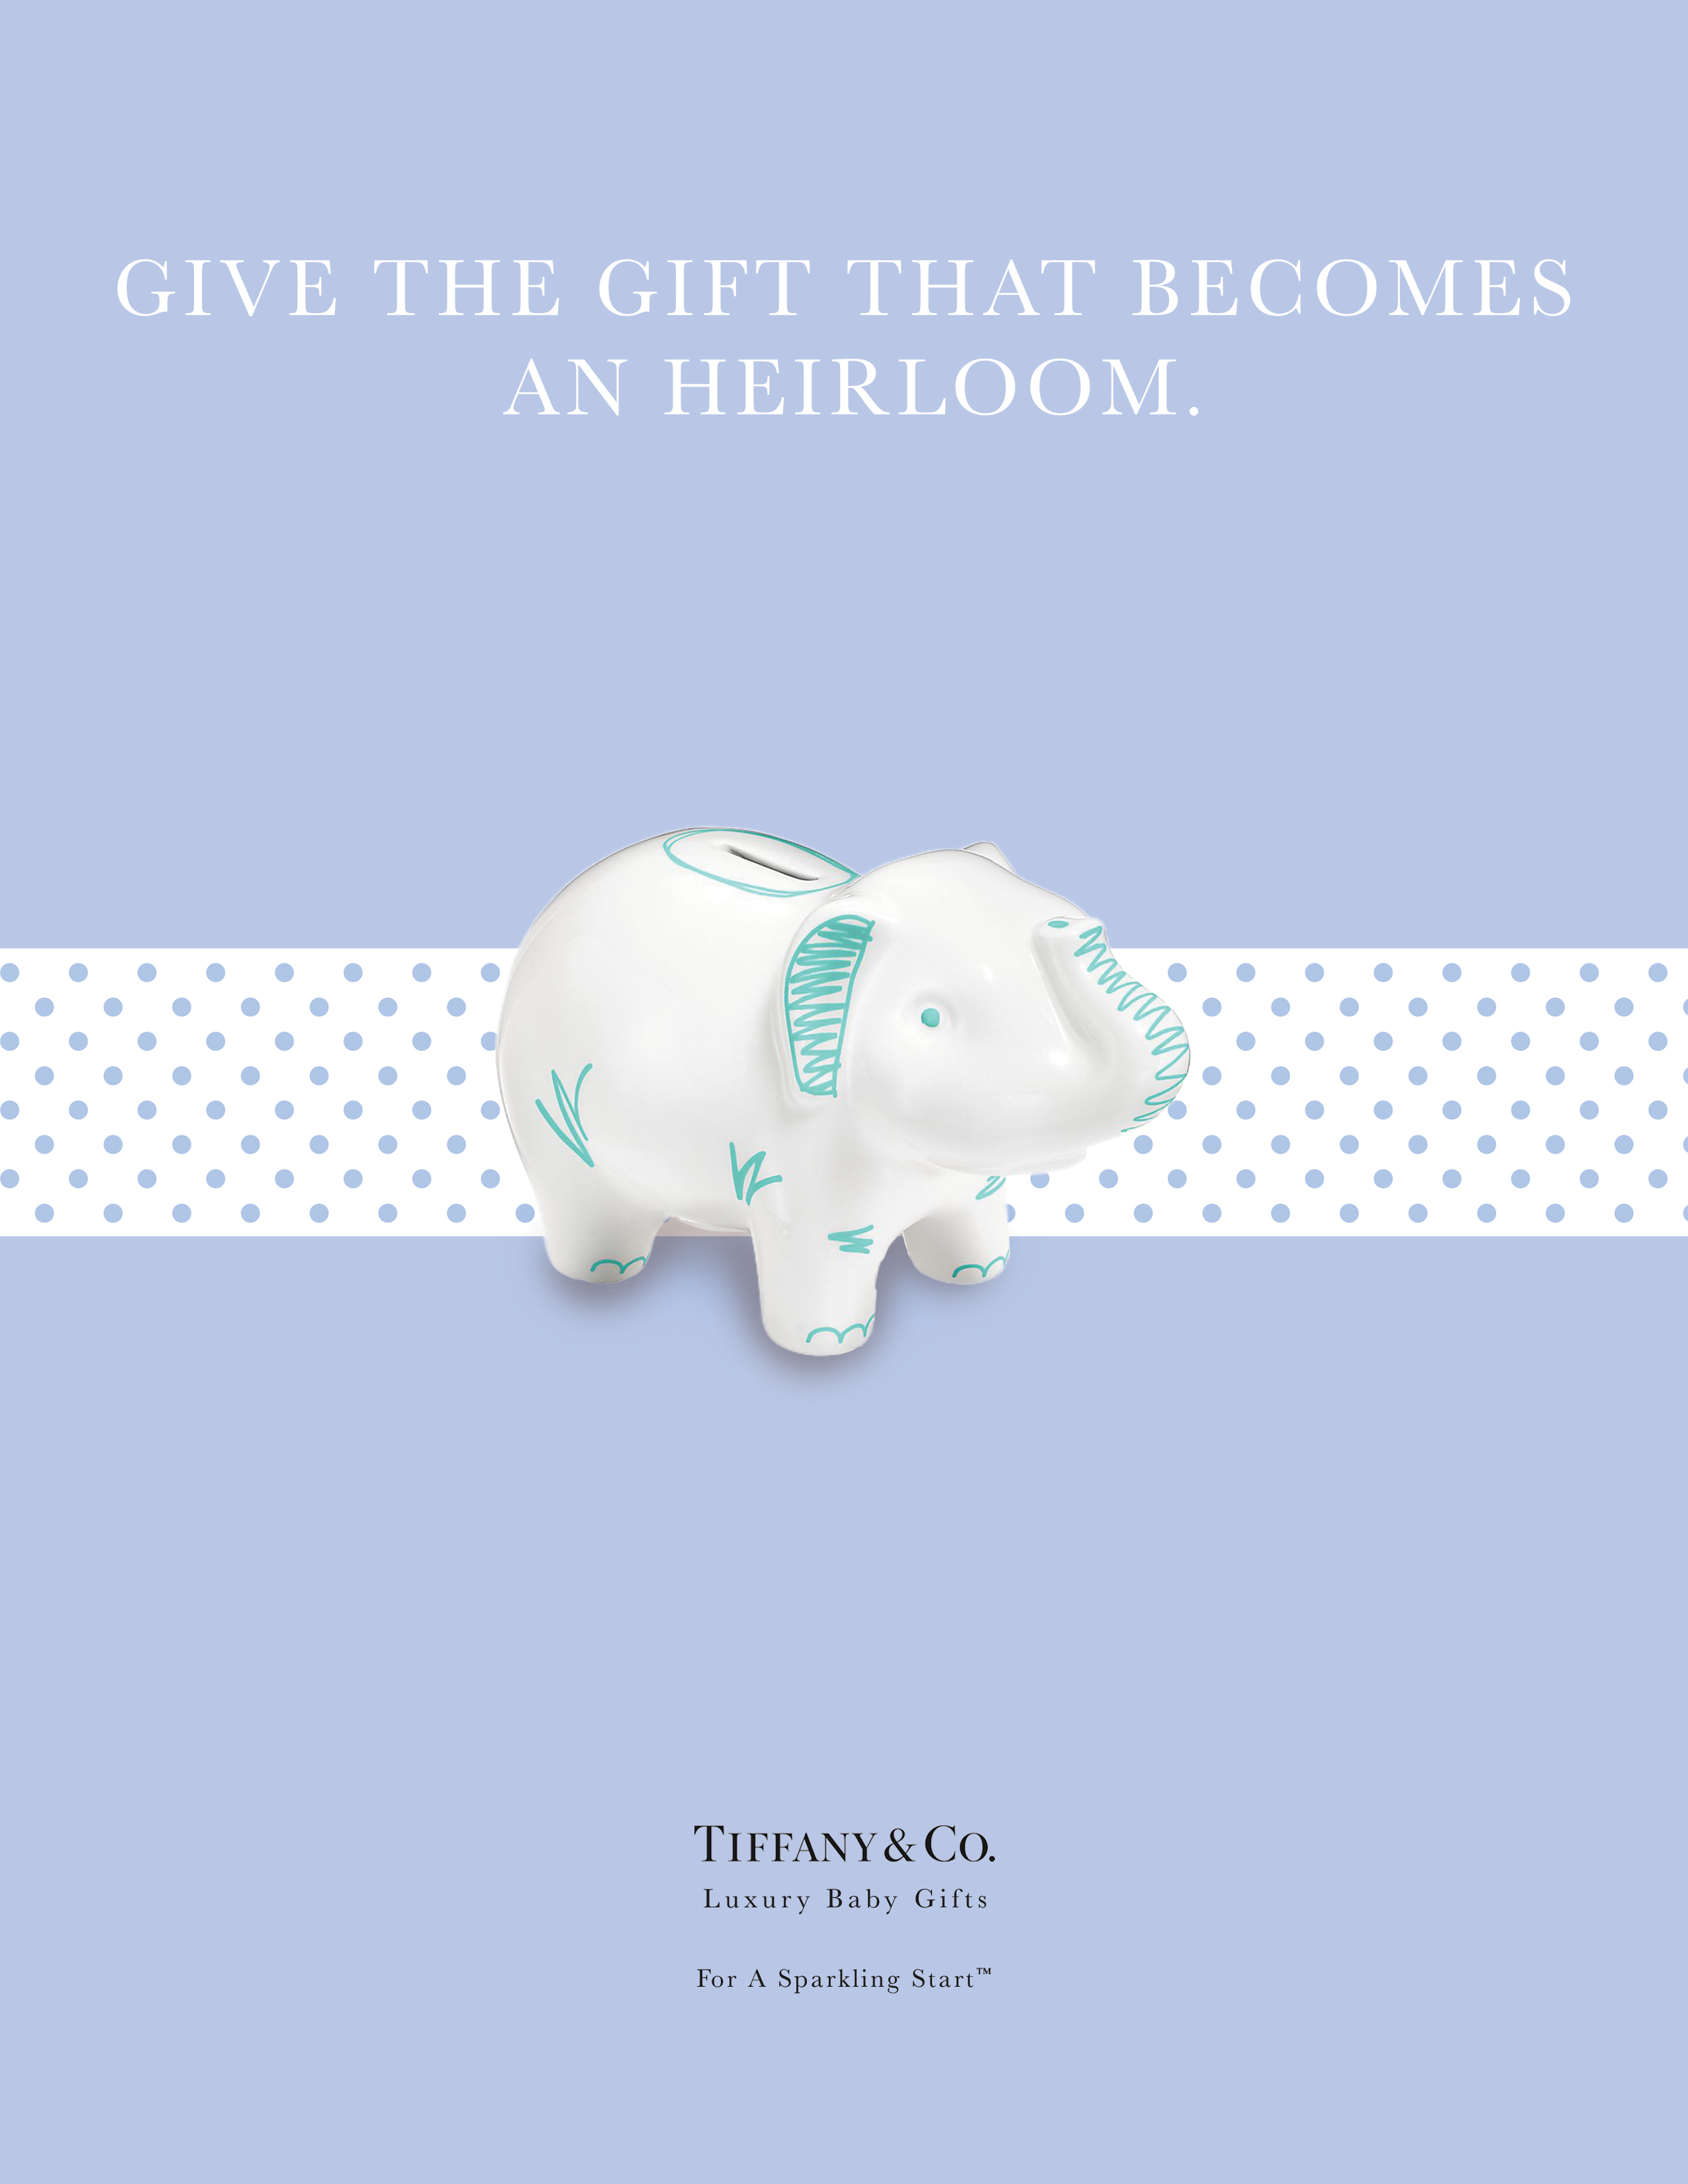 GIVE THE GIFT THAT BECOMES
AN HEIRLOOM.
TIFFANY & CO.
Luxury Baby Gifts
For A Sparkling Start™